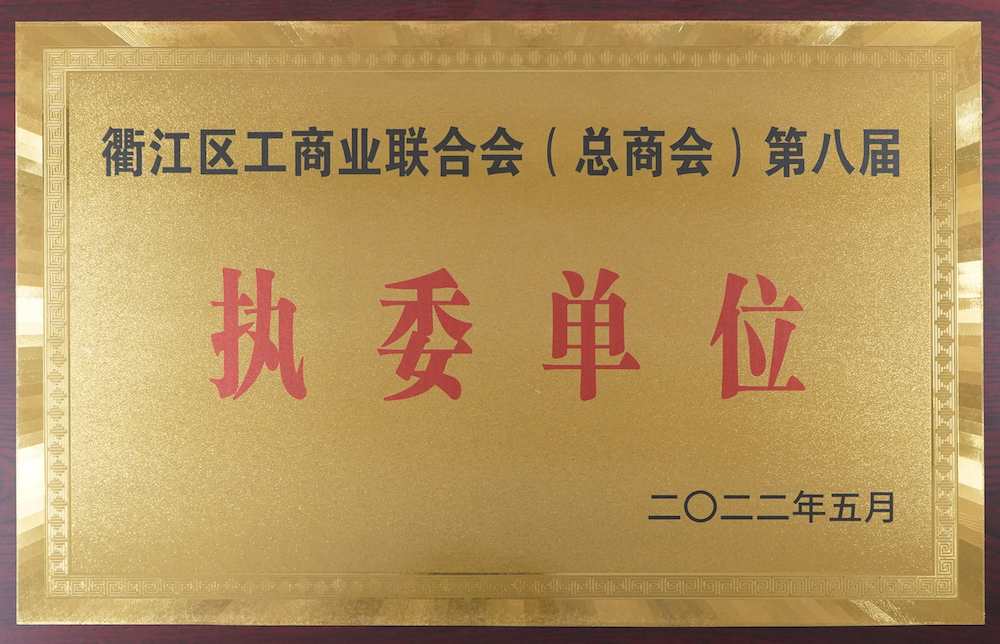 衢江区工商业联合会（总商会）第八届
执委单位
二〇二二年五月